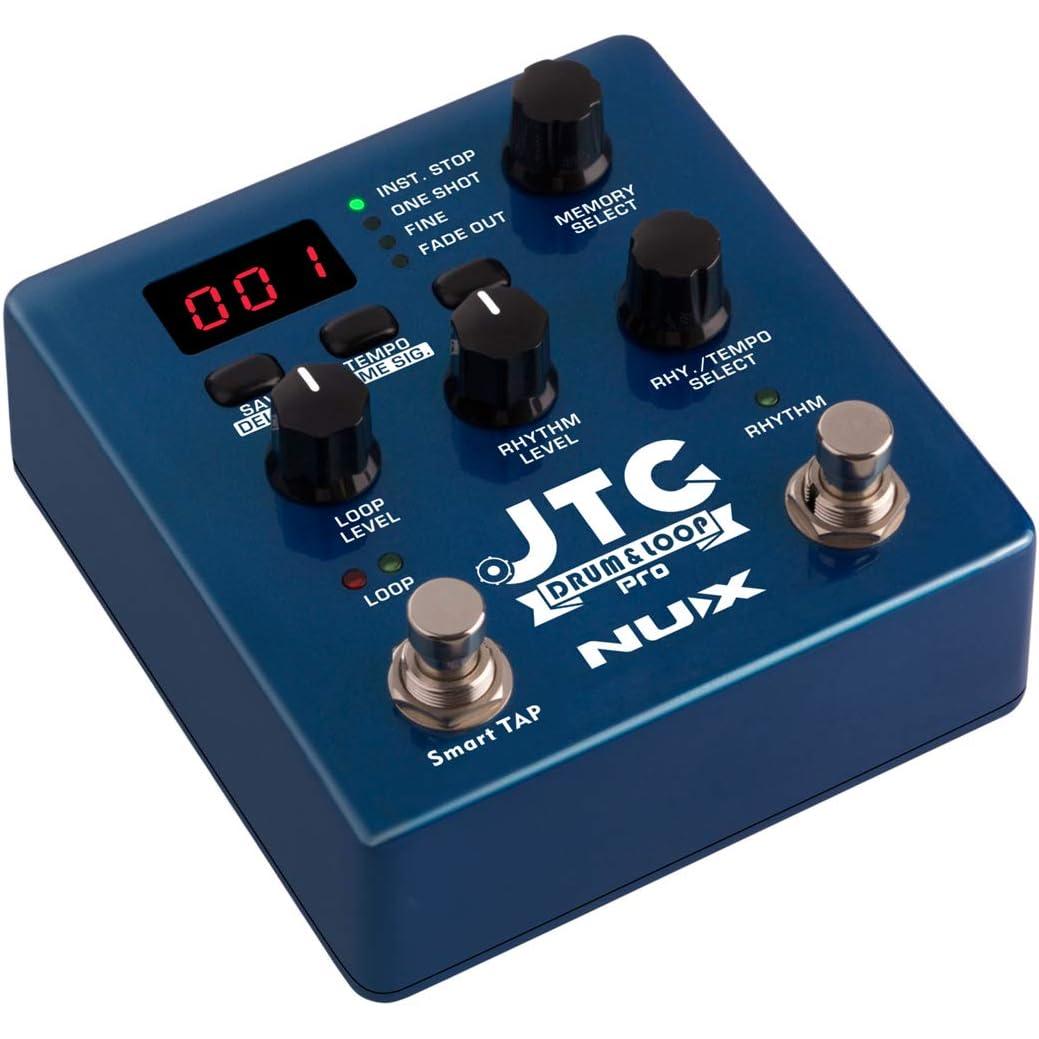 INST. STOP
ONE SHOT
FINE
FADE OUT
001
MEMORY
SELECT
TEMPO
RHY./TEMPO
SELECT
RHYTHM
LEVEL
RHYTHM
LOOP
LEVEL
LOOP
JTC
DRUM & LOOP
PRO
NUX
Smart TAP